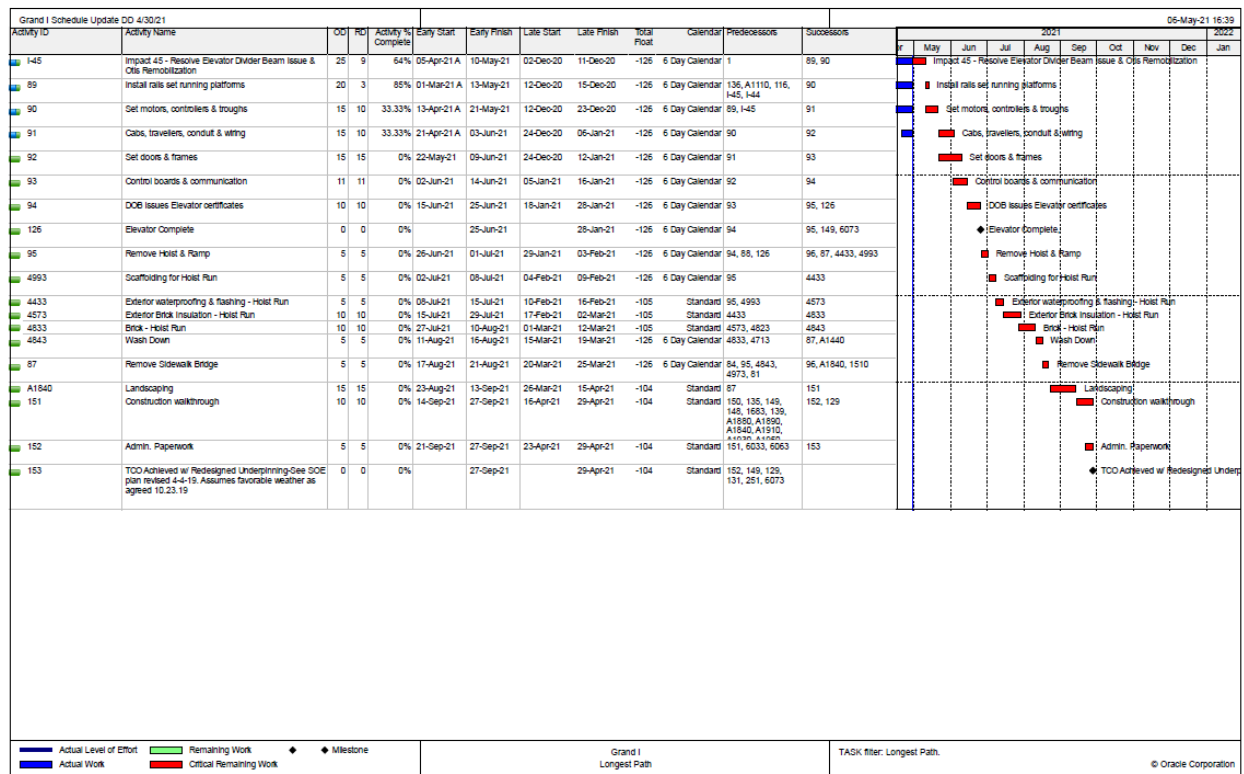 Grand I Schedule Update DD 4/30/21 06-May-21 16:39
Activity ID Activity Name OD RD Activity % Complete Early Start Early Finish Late Start Late Finish Total Float Calendar Predecessors Successors 2021 2022
or May Jun Jul Aug Sep Oct Nov Dec Jan
I-45 Impact 45 - Resolve Elevator Divider Beam Issue & 25 9 64% 05-Apr-21 A 10-May-21 02-Dec-20 11-Dec-20 -126 6 Day Calendar 1 89, 90 Impact 45 - Resolve Elevator Divider Beam Issue & Otis Remobilization
Otis Remobilization
89 Install rails set running platforms 20 3 85% 01-Mar-21 A 13-May-21 12-Dec-20 15-Dec-20 -126 6 Day Calendar 136, A1110, 116, 90 Install rails set running platforms
I-45, I-44
90 Set motors, controllers & troughs 15 10 33.33% 13-Apr-21 A 21-May-21 12-Dec-20 23-Dec-20 -126 6 Day Calendar 89, I-45 91 Set motors, controllers & troughs
91 Cabs, travellers, conduit & wiring 15 10 33.33% 21-Apr-21 A 03-Jun-21 24-Dec-20 06-Jan-21 -126 6 Day Calendar 90 92 Cabs, travellers, conduit & wiring
92 Set doors & frames 15 15 0% 22-May-21 09-Jun-21 24-Dec-20 12-Jan-21 -126 6 Day Calendar 91 93 Set doors & frames
93 Control boards & communication 11 11 0% 02-Jun-21 14-Jun-21 05-Jan-21 16-Jan-21 -126 6 Day Calendar 92 94 Control boards & communication
94 DOB Issues Elevator certificates 10 10 0% 15-Jun-21 25-Jun-21 18-Jan-21 28-Jan-21 -126 6 Day Calendar 93 95, 126 DOB Issues Elevator certificates
126 Elevator Complete 0 0 0% 25-Jun-21 28-Jan-21 -126 6 Day Calendar 94 95, 149, 6073 Elevator Complete,
95 Remove Hoist & Ramp 5 5 0% 26-Jun-21 01-Jul-21 29-Jan-21 03-Feb-21 -126 6 Day Calendar 94, 88, 126 96, 87, 4433, 4993 Remove Hoist & Ramp
4993 Scaffolding for Hoist Run 5 5 0% 02-Jul-21 08-Jul-21 04-Feb-21 09-Feb-21 -126 6 Day Calendar 95 4433 Scaffolding for Hoist Run
4433 Exterior waterproofing & flashing - Hoist Run 5 5 0% 08-Jul-21 15-Jul-21 10-Feb-21 16-Feb-21 -105 Standard 95, 4993 4573 Exterior waterproofing & flashing - Hoist Run
4573 Exterior Brick Insulation - Hoist Run 10 10 0% 15-Jul-21 29-Jul-21 17-Feb-21 02-Mar-21 -105 Standard 4433 4833 Exterior Brick Insulation - Hoist Run
4833 Brick - Hoist Run 10 10 0% 27-Jul-21 10-Aug-21 01-Mar-21 12-Mar-21 -105 Standard 4573, 4823 4843 Brick - Hoist Run
4843 Wash Down 5 5 0% 11-Aug-21 16-Aug-21 15-Mar-21 19-Mar-21 -126 6 Day Calendar 4833, 4713 87, A1440 Wash Down
87 Remove Sidewalk Bridge 5 5 0% 17-Aug-21 21-Aug-21 20-Mar-21 25-Mar-21 -126 6 Day Calendar 84, 95, 4843, 96, A1840, 1510 Remove Sidewalk Bridge
4973, 81
A1840 Landscaping 15 15 0% 23-Aug-21 13-Sep-21 26-Mar-21 15-Apr-21 -104 Standard 87 151 Landscaping
151 Construction walkthrough 10 10 0% 14-Sep-21 27-Sep-21 16-Apr-21 29-Apr-21 -104 Standard 150, 135, 149, 152, 129 Construction walkthrough
148, 1683, 139,
A1880, A1890,
A1840, A1910,
152 Admin. Paperwork 5 5 0% 21-Sep-21 27-Sep-21 23-Apr-21 29-Apr-21 -104 Standard 151, 6033, 6063 153 Admin. Paperwork
153 TCO Achieved w/ Redesigned Underpinning-See SOE 0 0 0% 27-Sep-21 29-Apr-21 -104 Standard 152, 149, 129, TCO Achieved w/ Redesigned Underp
plan revised 4-4-19. Assumes favorable weather as 131, 251, 6073
agreed 10.23.19
Actual Level of Effort Remaining Work Milestone
Actual Work Critical Remaining Work
Grand I
Longest Path
TASK filter: Longest Path.
© Oracle Corporation